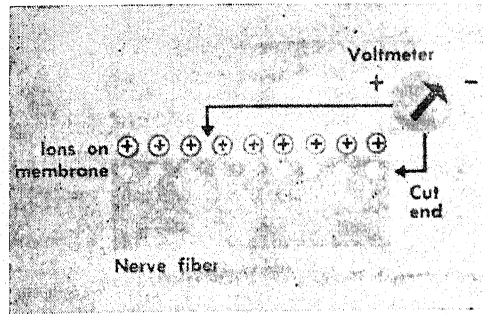 Voltmeter
+ −
Ions on
membrane
+ + + + + + + + +
Cut
end
Nerve fiber